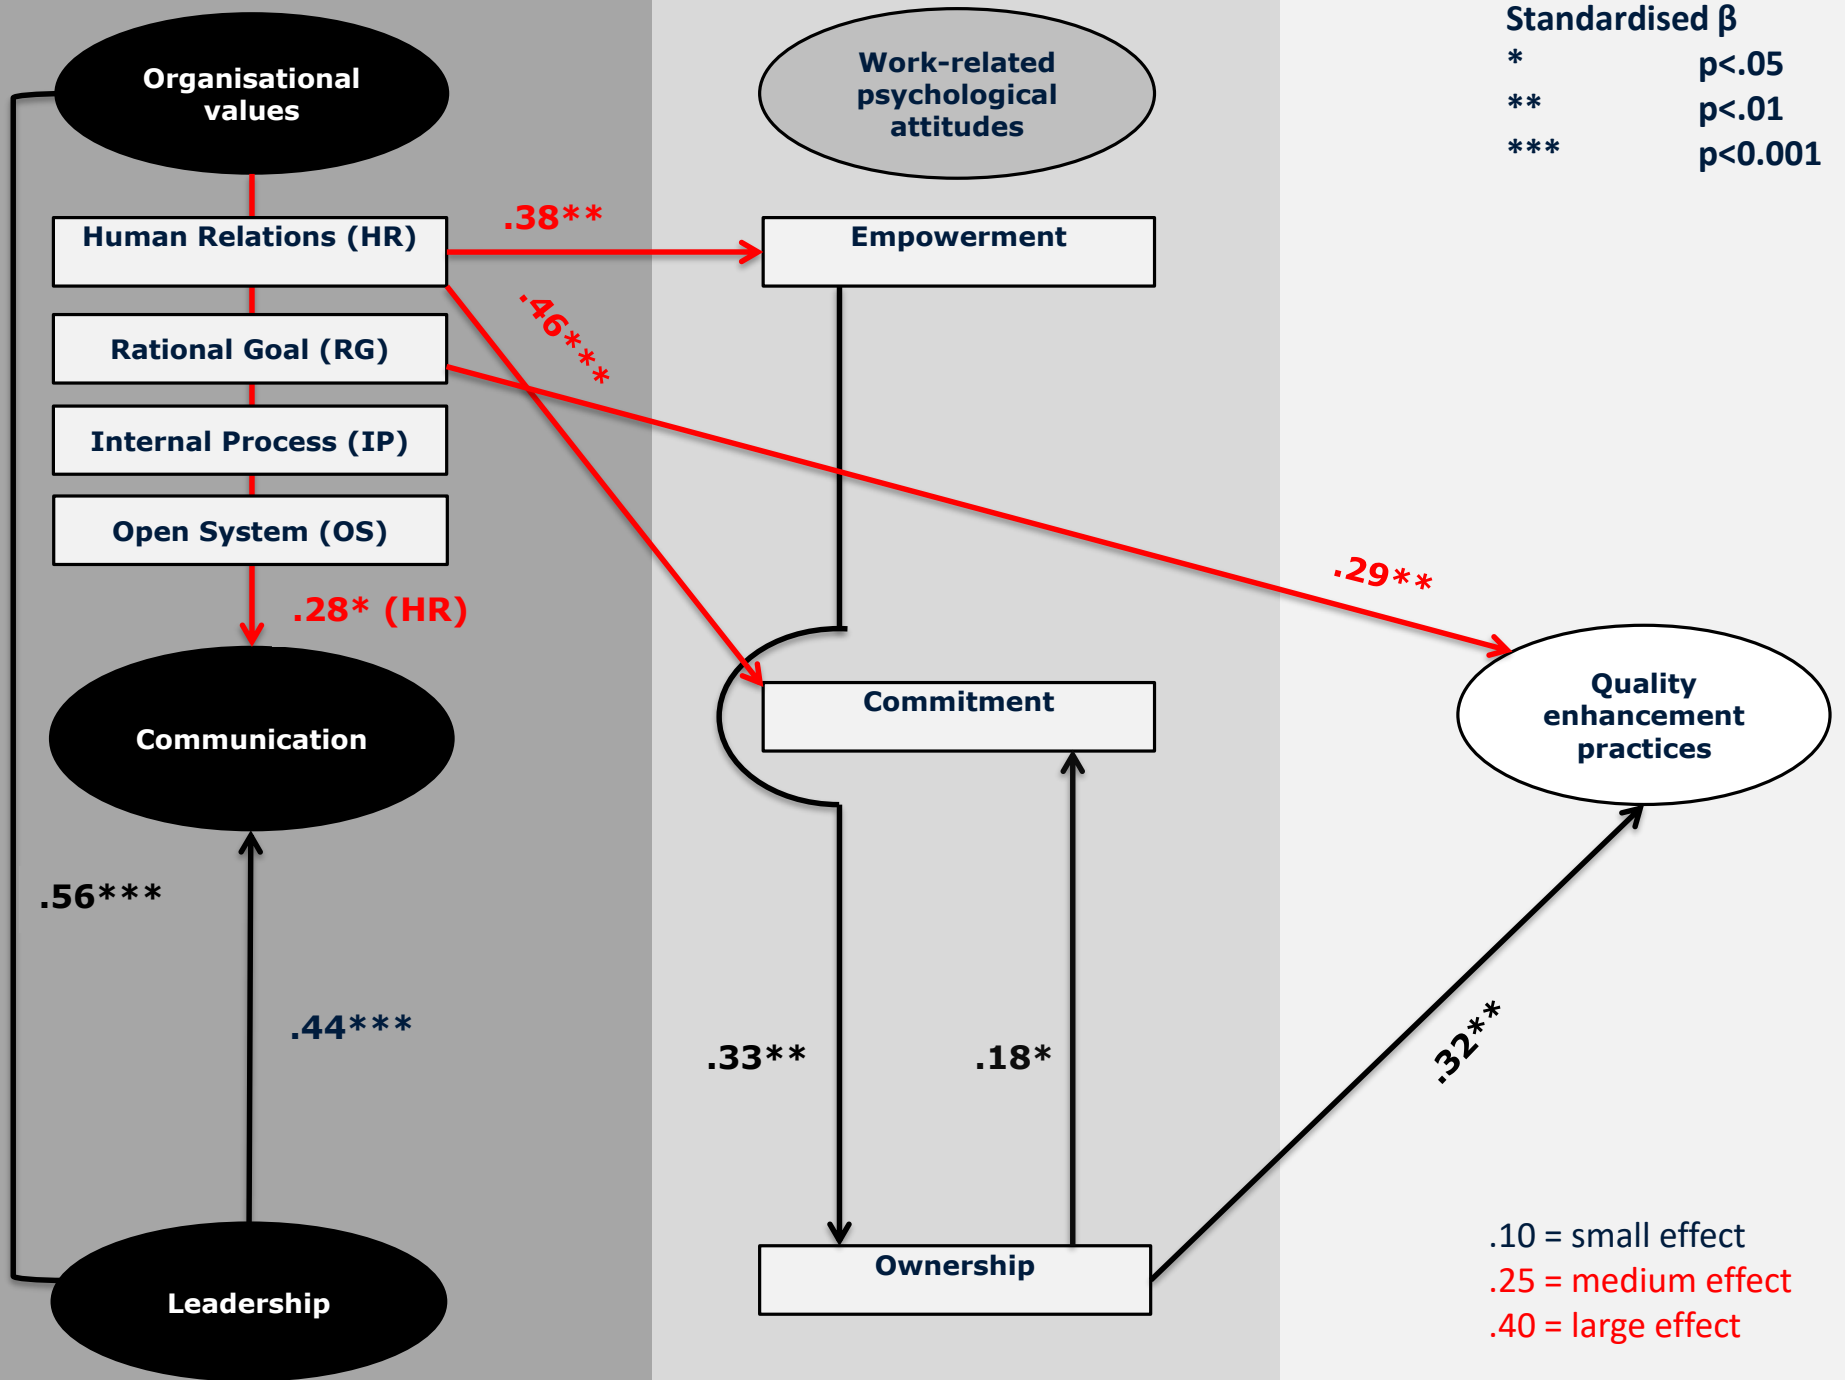 Organisational
values
Work-related
psychological
attitudes
Standardised β
* p<.05
** p<.01
*** p<0.001
Human Relations (HR)
.38**
Empowerment
.46***
Rational Goal (RG)
Internal Process (IP)
Open System (OS)
.29**
.28* (HR)
Communication
Commitment
Quality
enhancement
practices
.56***
.44***
.33**
.18*
.32**
Leadership
Ownership
.10 = small effect
.25 = medium effect
.40 = large effect